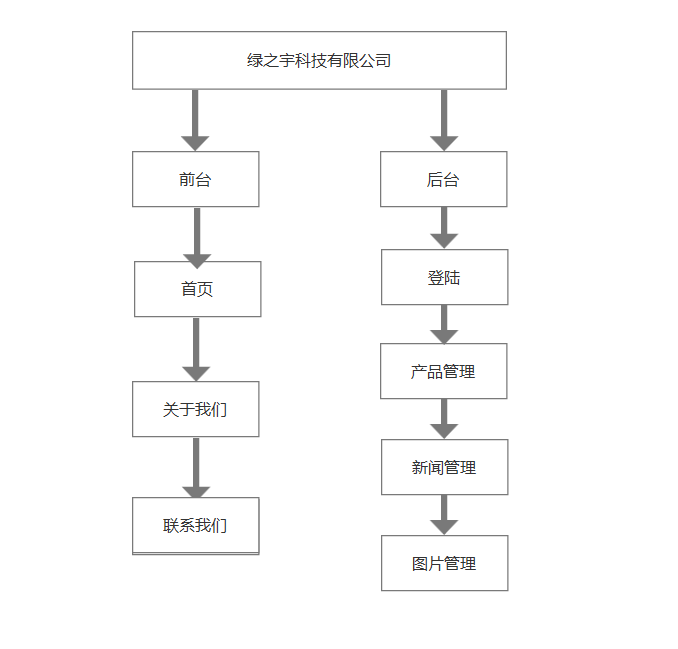 绿之宇科技有限公司
前台
后台
首页
登陆
关于我们
产品管理
联系我们
新闻管理
图片管理